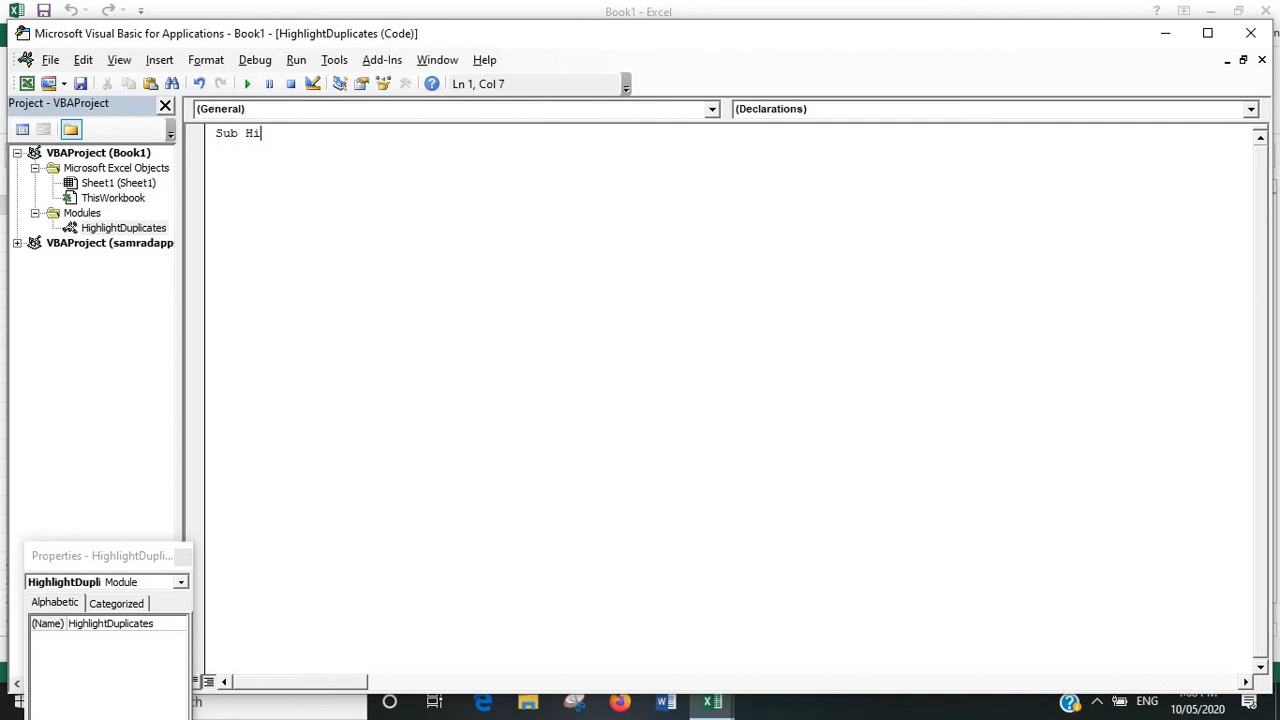 Book1 - Excel
Microsoft Visual Basic for Applications - Book1 - [HighlightDuplicates (Code)]
File Edit View Insert Format Debug Run Tools Add-Ins Window Help
Ln 1, Col 7
Project - VBAProject
(General)
(Declarations)
Sub Hi
VBAProject (Book1)
Microsoft Excel Objects
Sheet1 (Sheet1)
ThisWorkbook
Modules
HighlightDuplicates
VBAProject (samradapps
Properties - HighlightDupli...
HighlightDupli Module
Alphabetic Categorized
(Name) HighlightDuplicates
ch
ENG
10/05/2020